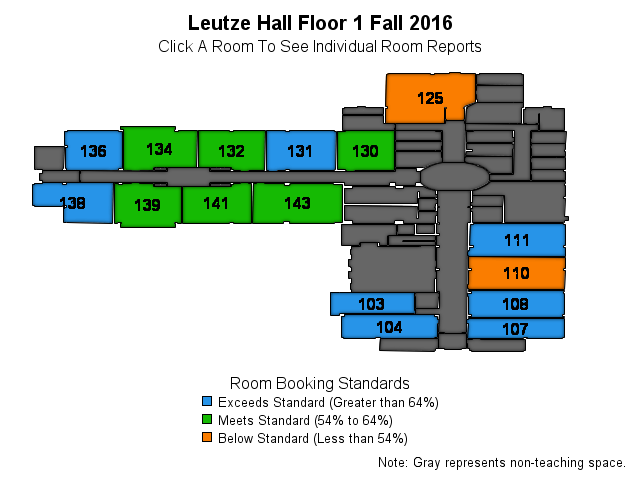 Leutze Hall Floor 1 Fall 2016
Click A Room To See Individual Room Reports
125
136
134
132
131
130
138
139
141
143
111
110
103
108
104
107
Room Booking Standards
Exceeds Standard (Greater than 64%)
Meets Standard (54% to 64%)
Below Standard (Less than 54%)
Note: Gray represents non-teaching space.